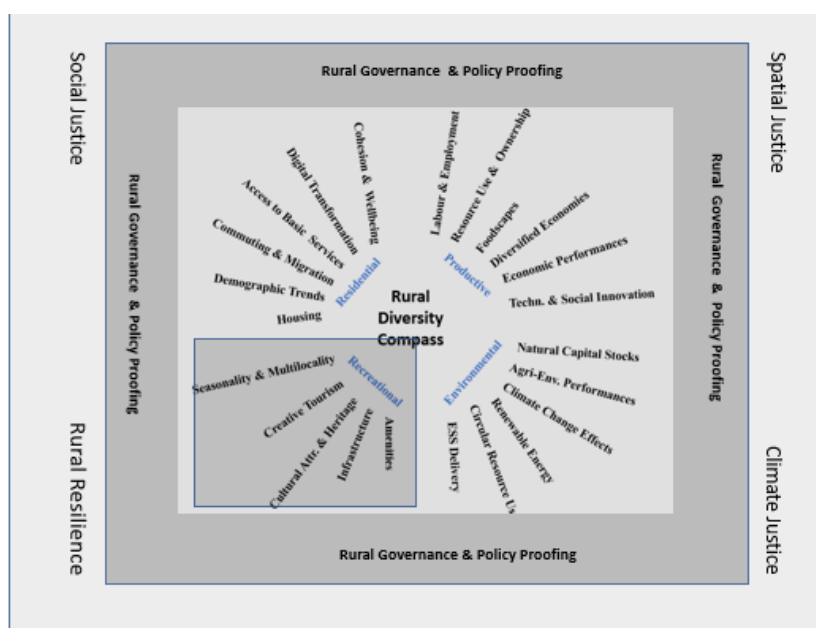 Social Justice
Spatial Justice
Rural Governance & Policy Proofing
Rural Governance & Policy Proofing
Rural Governance & Policy Proofing
Cohesion & Wellbeing
Digital Transformation
Access to Basic Services
Commuting & Migration
Demographic Trends
Housing
Residential
Labour & Employment
Resource Use & Ownership
Foodscapes
Diversified Economies
Economic Performances
Techn. & Social Innovation
Productive
Rural
Diversity
Compass
Seasonality & Multilocality
Creative Tourism
Cultural Attr. & Heritage
Infrastructure
Amenities
Recreational
Environmental
Natural Capital Stocks
Agri-Env. Performances
Climate Change Effects
Renewable Energy
Circular Resource Us
ESS Delivery
Rural Resilience
Climate Justice
Rural Governance & Policy Proofing